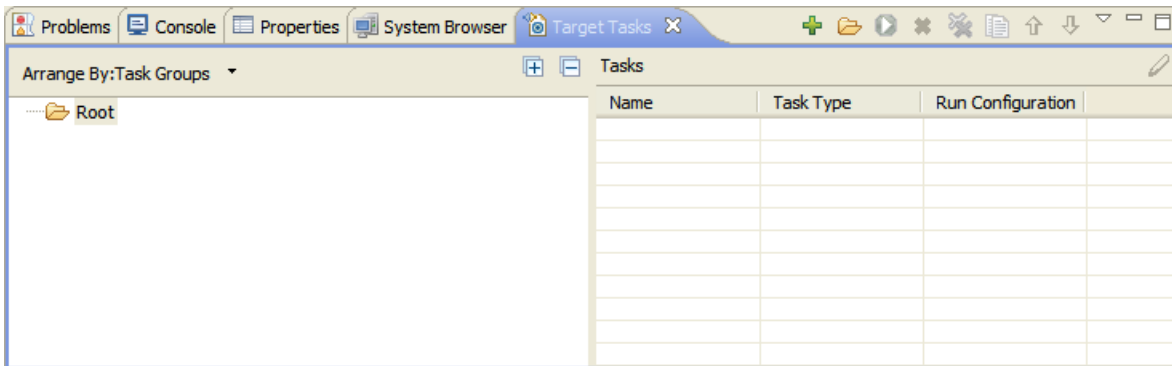 Problems Console Properties System Browser Target Tasks
Arrange By:Task Groups
Tasks
Root
Name Task Type Run Configuration